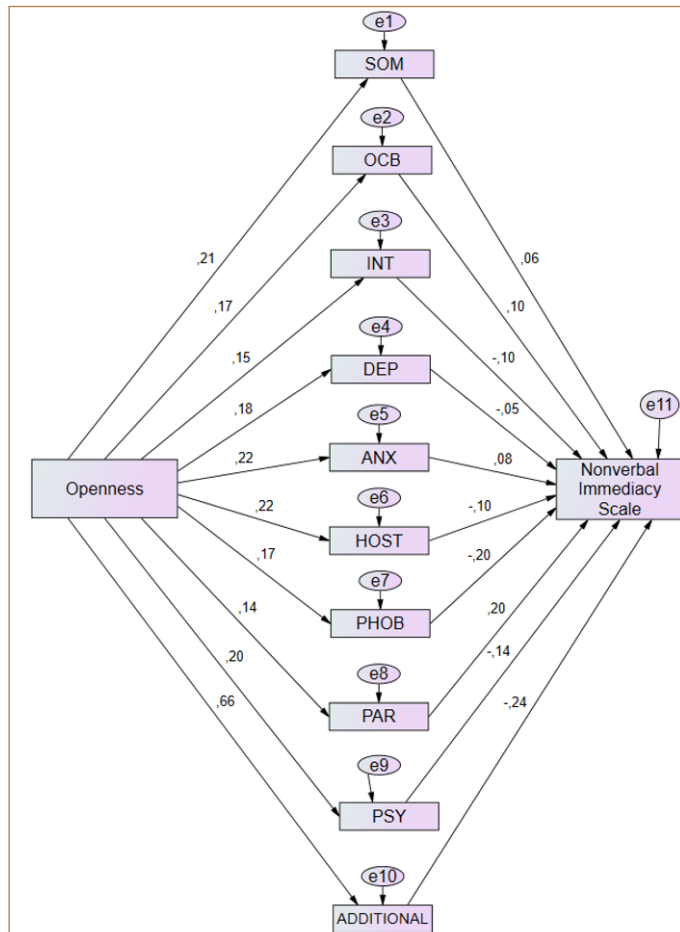 e1
SOM
e2
OCB
e3
,21
INT
,06
,17
,10
e4
,15
-,10
DEP
,18
-,05
e5
e11
,22
ANX
,08
Openness
Nonverbal
Immediacy
Scale
,22
e6
-,10
HOST
,17
-,20
e7
PHOB
,14
,20
,20
-,14
e8
,66
-,24
PAR
e9
PSY
e10
ADDITIONAL